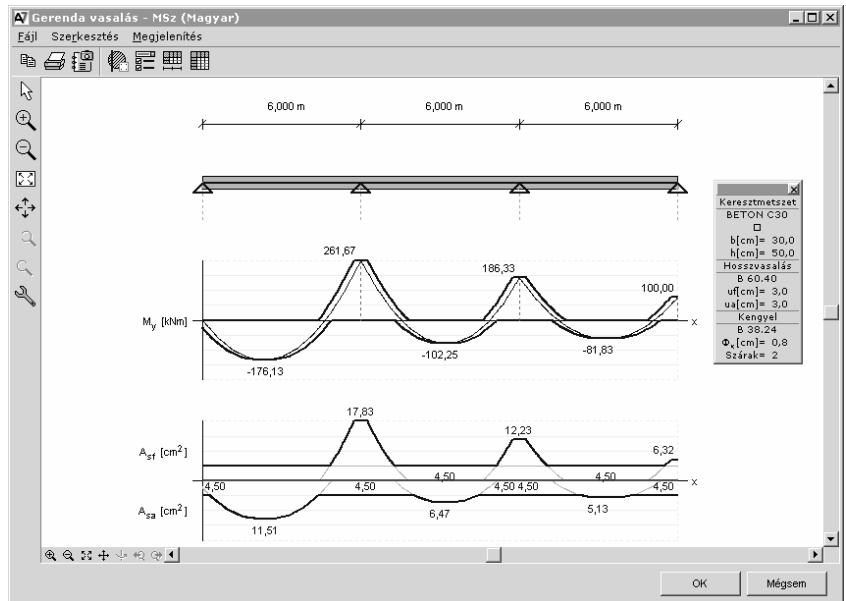 Gerenda vasalás - MSz (Magyar)
Fájl Szerkesztés Megjelenítés
6,000 m 6,000 m 6,000 m
Keresztmetszet
BETON C30
b[cm]= 30,0
h[cm]= 50,0
Hosszvasalás
B 60.40
uf[cm]= 3,0
ua[cm]= 3,0
Kengyel
B 38.24
Φκ[cm]= 0,8
Szárak= 2
261,67
186,33
100,00
My [kNm]
x
-176,13
-102,25
-81,83
17,83
12,23
6,32
Asf [cm²]
4,50 4,50 4,50 4,50 4,50 4,50 4,50
x
Asa [cm²]
11,51
6,47
5,13
OK Mégsem